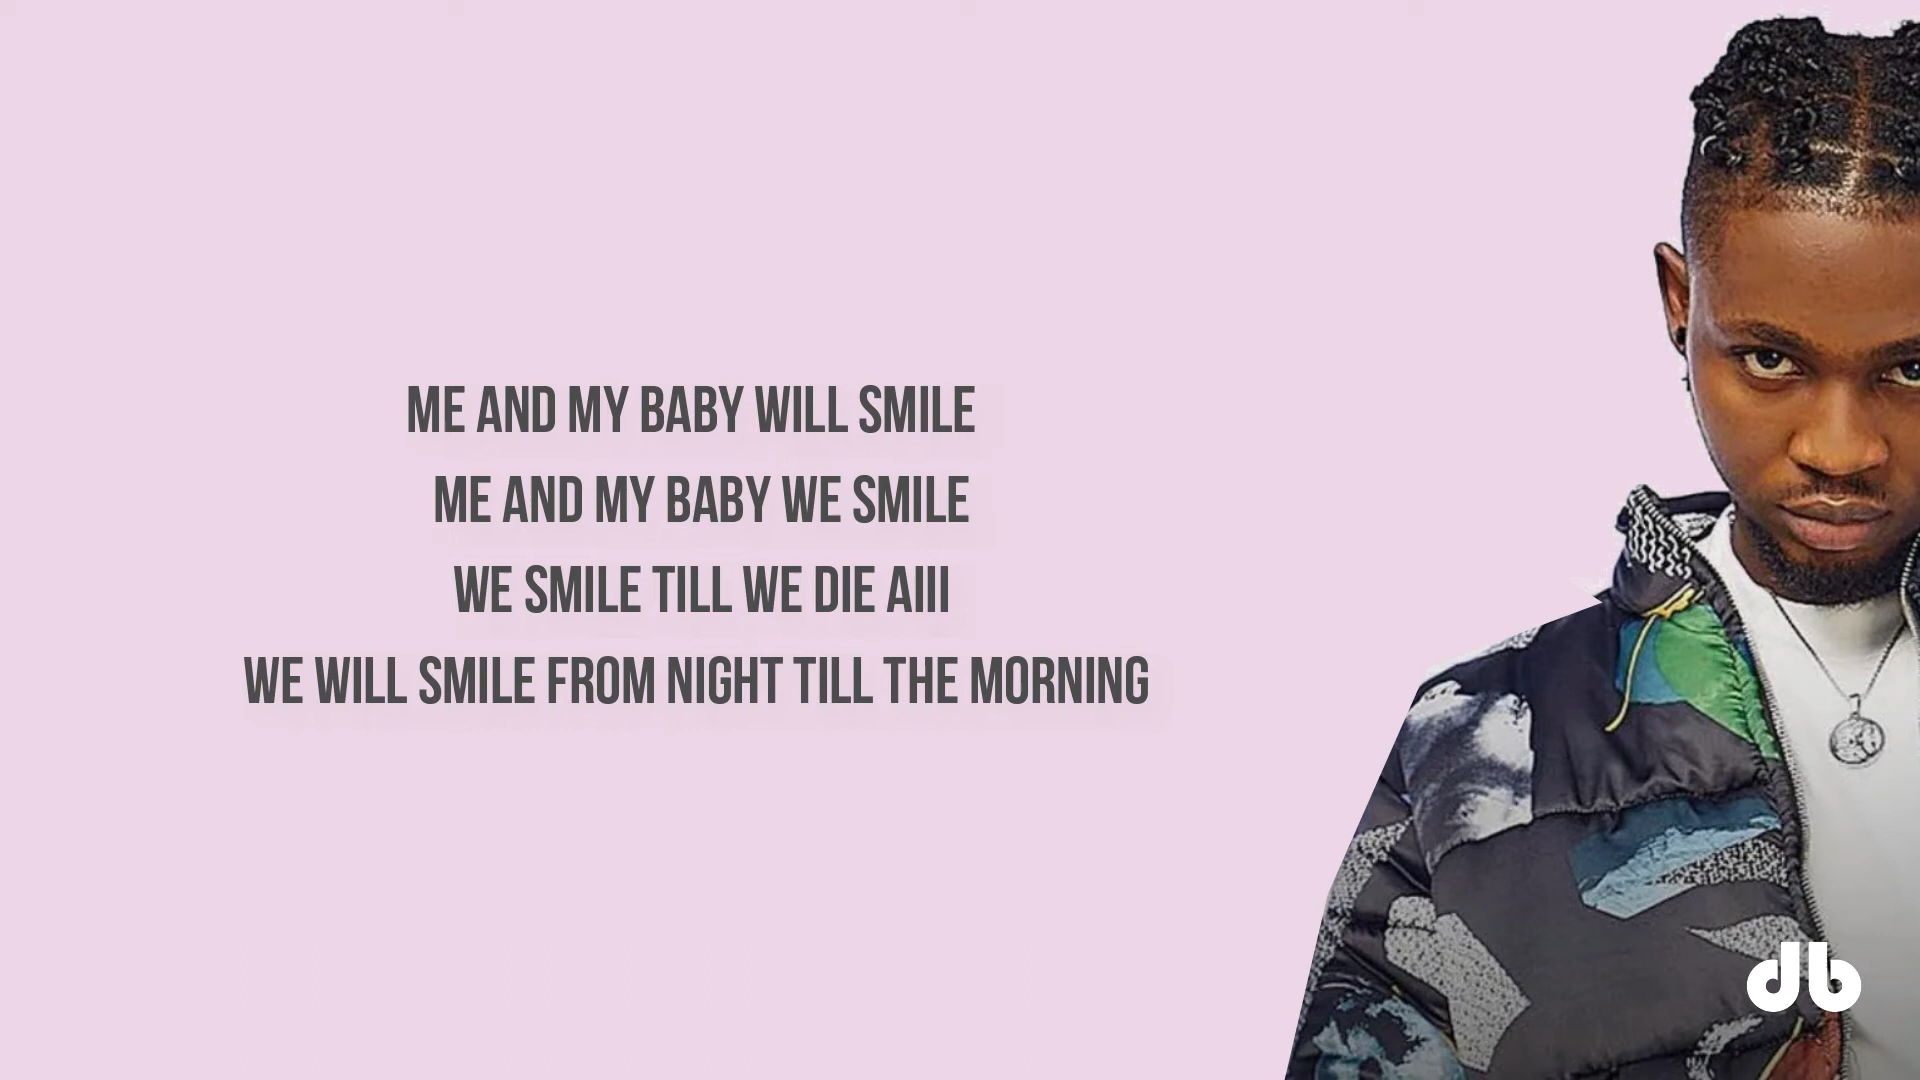 ME AND MY BABY WILL SMILE
ME AND MY BABY WE SMILE
WE SMILE TILL WE DIE AIII
WE WILL SMILE FROM NIGHT TILL THE MORNING
db